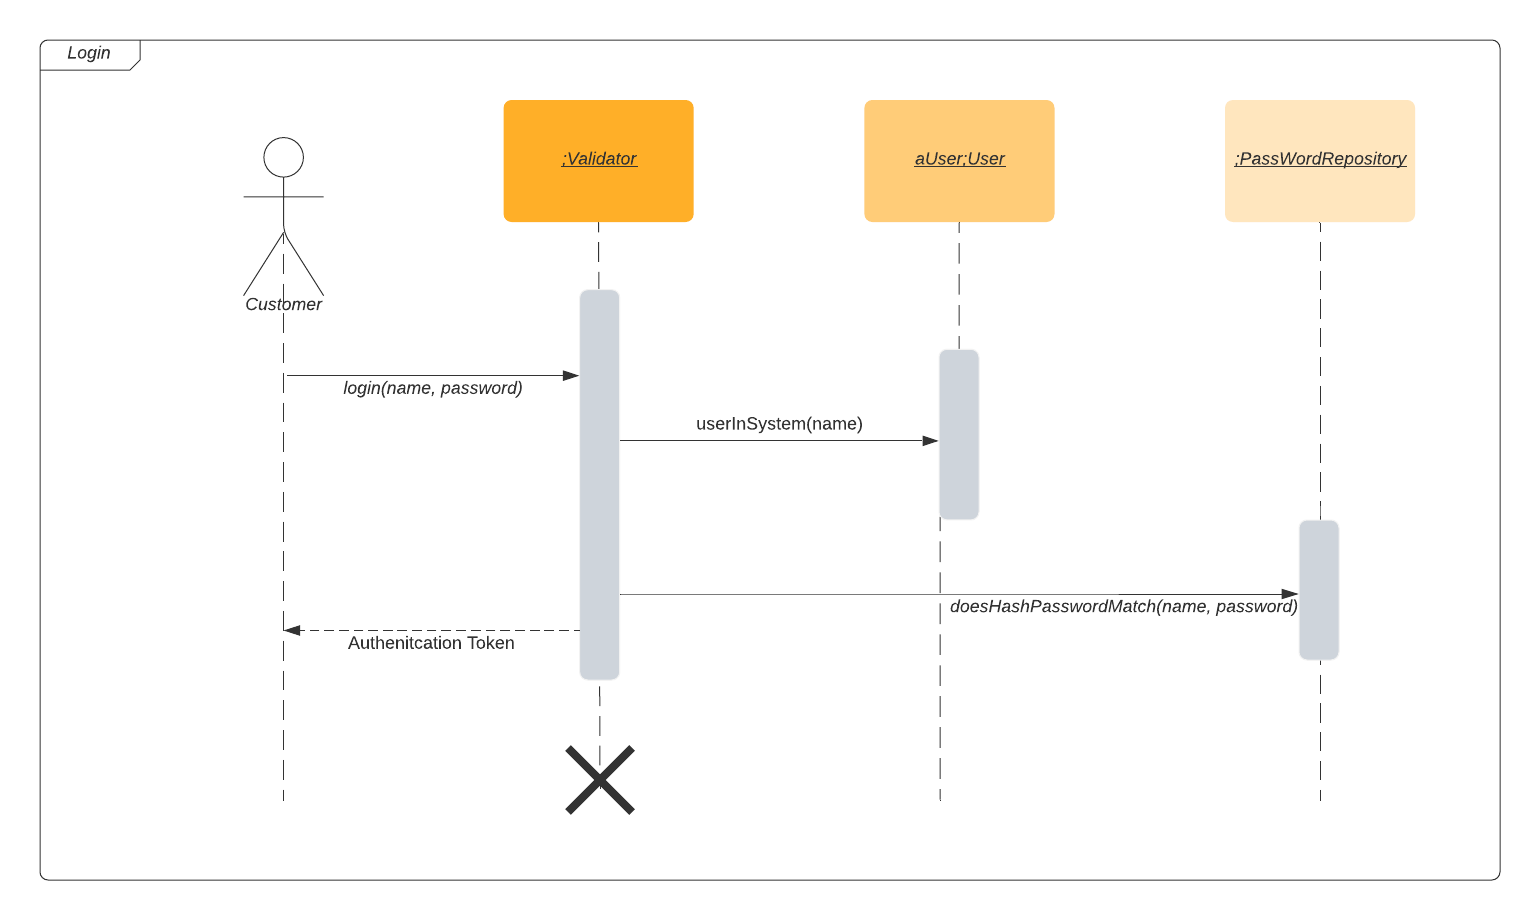 Login
;Validator
aUser;User
;PassWordRepository
Customer
login(name, password)
userInSystem(name)
doesHashPasswordMatch(name, password)
Authenitcation Token